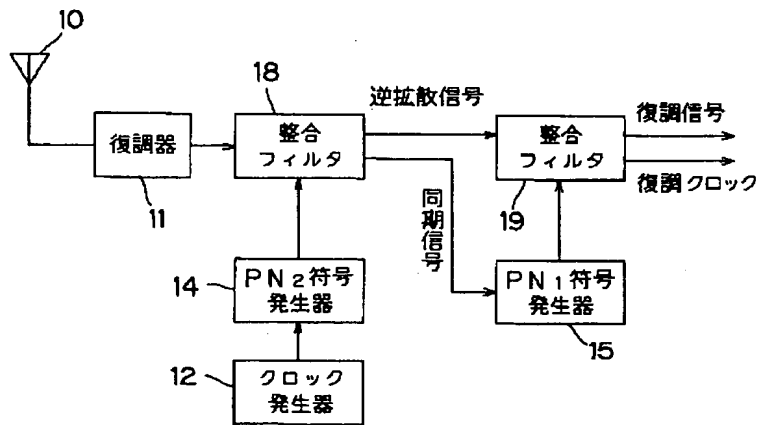 10
復調器
11
18
整合
フィルタ
逆拡散信号
同期信号
整合
フィルタ
19
復調信号
復調クロック
14
PN2符号
発生器
PN1符号
発生器
15
12
クロック
発生器